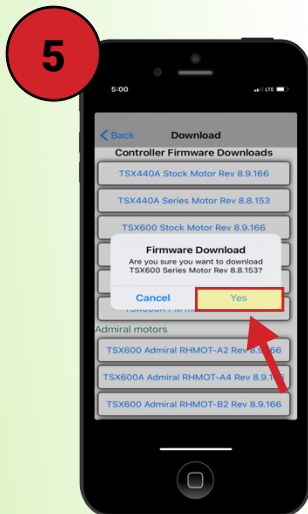 5
5:00
LTE
Back Download
Controller Firmware Downloads
TSX440A Stock Motor Rev 8.9.166
TSX440A Series Motor Rev 8.8.153
TSX600 Stock Motor Rev 8.9.166
Firmware Download
Are you sure you want to download
TSX600 Series Motor Rev 8.8.153?
Cancel Yes
Admiral motors
TSX600 Admiral RHMOT-A2 Rev 8.9.166
TSX600A Admiral RHMOT-A4 Rev 8.9.1
TSX600 Admiral RHMOT-B2 Rev 8.9.166